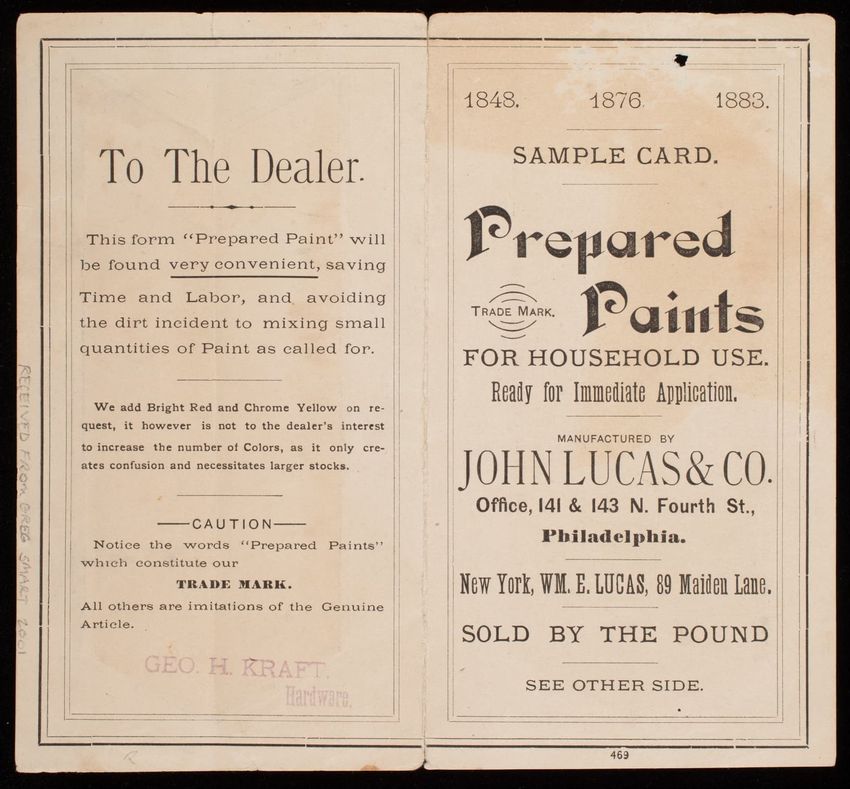 To The Dealer.
This form "Prepared Paint" will
be found very convenient, saving
Time and Labor, and avoiding
the dirt incident to mixing small
quantities of Paint as called for.
We add Bright Red and Chrome Yellow on re-
quest, it however is not to the dealer's interest
to increase the number of Colors, as it only cre-
ates confusion and necessitates larger stocks.
CAUTION
Notice the words "Prepared Paints"
which constitute our
TRADE MARK.
All others are imitations of the Genuine
Article.
GEO. H. KRAFT.
Hardware.
RECEIVED FROM GREG SMART 2001
1848. 1876. 1883.
SAMPLE CARD.
Prepared
TRADE MARK. Paints
FOR HOUSEHOLD USE.
Ready for Immediate Application.
MANUFACTURED BY
JOHN LUCAS & CO.
Office, 141 & 143 N. Fourth St.,
Philadelphia.
New York, WM. E. LUCAS, 89 Maiden Lane.
SOLD BY THE POUND
SEE OTHER SIDE.
469